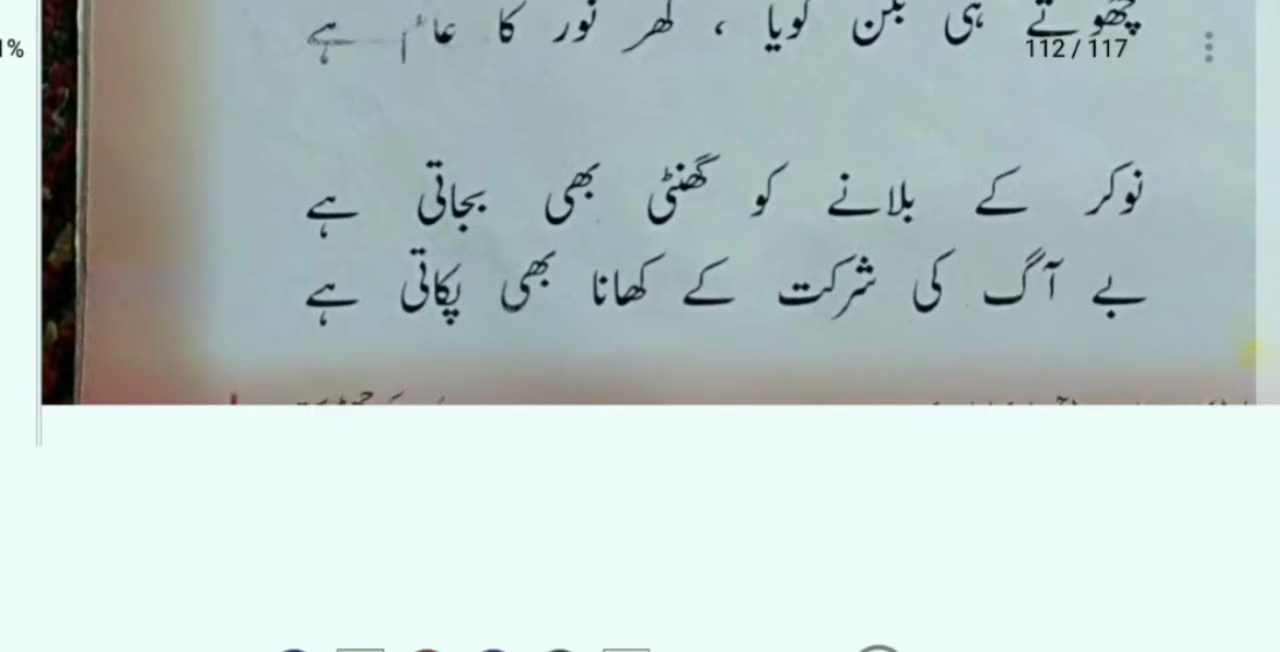 1%
چھوتے ہی بٹن گویا ، گھر نور کا عالم ہے
112 / 117
نوکر کے بلانے کو گھنٹی بھی بجاتی ہے
بے آگ کی شرکت کے کھانا بھی پکاتی ہے